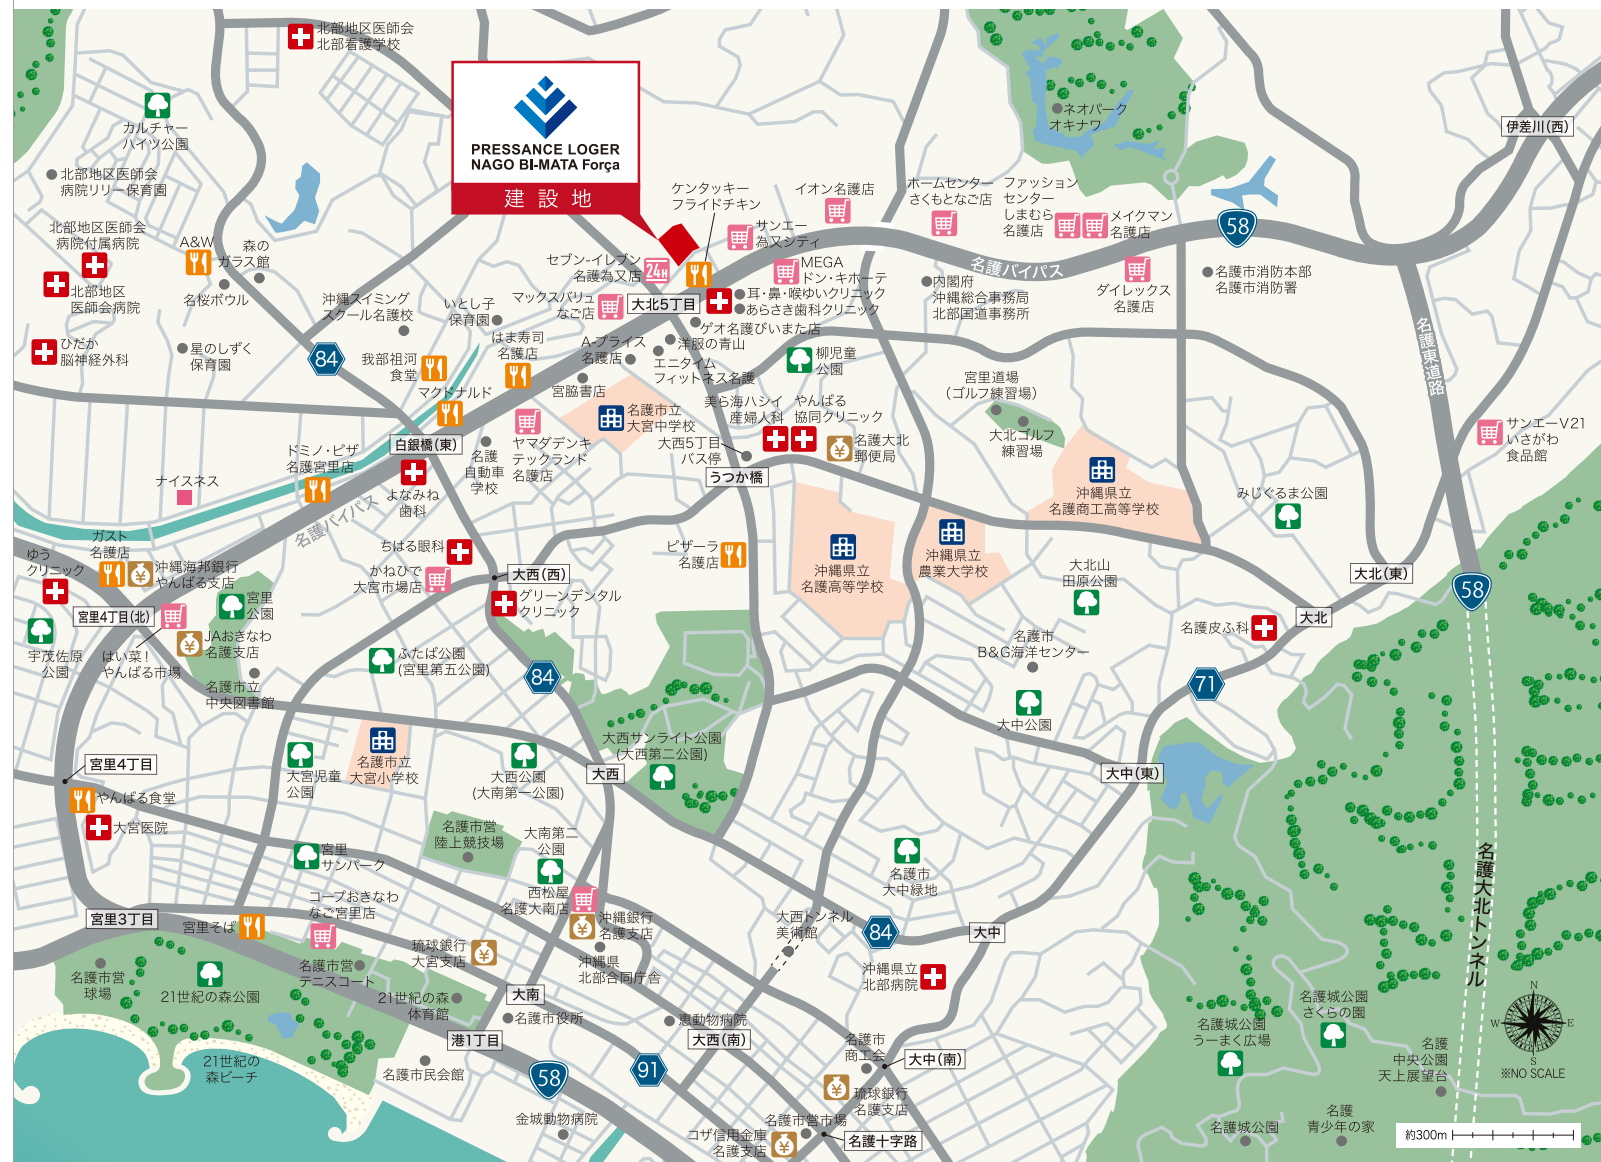 北部地区医師会
北部看護学校
カルチャー
ハイツ公園
PRESSANCE LOGER
NAGO BI-MATA Força
建設地
ネオパーク
オキナワ
伊差川(西)
北部地区医師会
病院リリー保育園
北部地区医師会
病院付属病院
北部地区
医師会病院
A&W
森の
ガラス館
名桜ボウル
ひだか
脳神経外科
星のしずく
保育園
沖縄スイミング
スクール名護校
いとし子
保育園
84
我部祖河
食堂
はま寿司
名護店
マクドナルド
ケンタッキー
フライドチキン
イオン名護店
サンエー
為又シティ
セブン-イレブン
名護為又店
24H
マックスバリュ
なご店
大北5丁目
MEGA
ドン・キホーテ
耳・鼻・喉ゆいクリニック
あらさき歯科クリニック
ゲオ名護びいまた店
洋服の青山
A-プライス
名護店
エニタイム
フィットネス名護
宮脇書店
ホームセンター
さくもとなご店
ファッション
センター
しまむら
名護店
メイクマン
名護店
58
名護バイパス
内閣府
沖縄総合事務局
北部国道事務所
ダイレックス
名護店
名護市消防本部
名護市消防署
名護東道路
柳児童
公園
宮里道場
(ゴルフ練習場)
大北ゴルフ
練習場
美ら海ハシイ
産婦人科
やんばる
協同クリニック
名護大北
郵便局
大西5丁目
バス停
うつか橋
名護市立
大宮中学校
ヤマダデンキ
テックランド
名護店
名護
自動車
学校
白銀橋(東)
よなみね
歯科
ドミノ・ピザ
名護宮里店
ナイスネス
名護バイパス
サンエーV21
いさがわ
食品館
みじぐるま公園
沖縄県立
名護商工高等学校
沖縄県立
農業大学校
沖縄県立
名護高等学校
ピザーラ
名護店
ちばる眼科
かねひで
大宮市場店
大西(西)
グリーンデンタル
クリニック
ガスト
名護店
沖縄海邦銀行
やんばる支店
ゆう
クリニック
宮里4丁目(北)
宮里
公園
JAおきなわ
名護支店
はい菜!
やんばる市場
宇茂佐原
公園
名護市立
中央図書館
ふたば公園
(宮里第五公園)
84
大北山
田原公園
大北(東)
58
大北
名護皮ふ科
名護市
B&G海洋センター
71
大中公園
大中(東)
大西サンライト公園
(大西第二公園)
大西
大西公園
(大南第一公園)
名護市立
大宮小学校
大宮児童
公園
宮里4丁目
やんばる食堂
大宮医院
名護市営
陸上競技場
大南第二
公園
宮里
サンパーク
名護市
大中緑地
西松屋
名護大南店
コープおきなわ
なご宮里店
宮里3丁目
宮里そば
沖縄銀行
名護支店
大西トンネル
美術館
84
大中
琉球銀行
大宮支店
沖縄県
北部合同庁舎
沖縄県立
北部病院
名護市営
球場
21世紀の森公園
名護市営
テニスコート
21世紀の森
体育館
大南
名護市役所
恵動物病院
大西(南)
港1丁目
21世紀の
森ビーチ
名護市民会館
58
91
金城動物病院
名護市
商工会
大中(南)
琉球銀行
名護支店
名護市営市場
コザ信用金庫
名護支店
名護十字路
名護大北トンネル
名護城公園
さくらの園
名護城公園
うーまく広場
名護
中央公園
天上展望台
名護城公園
名護
青少年の家
N
W
E
S
※NO SCALE
約300m